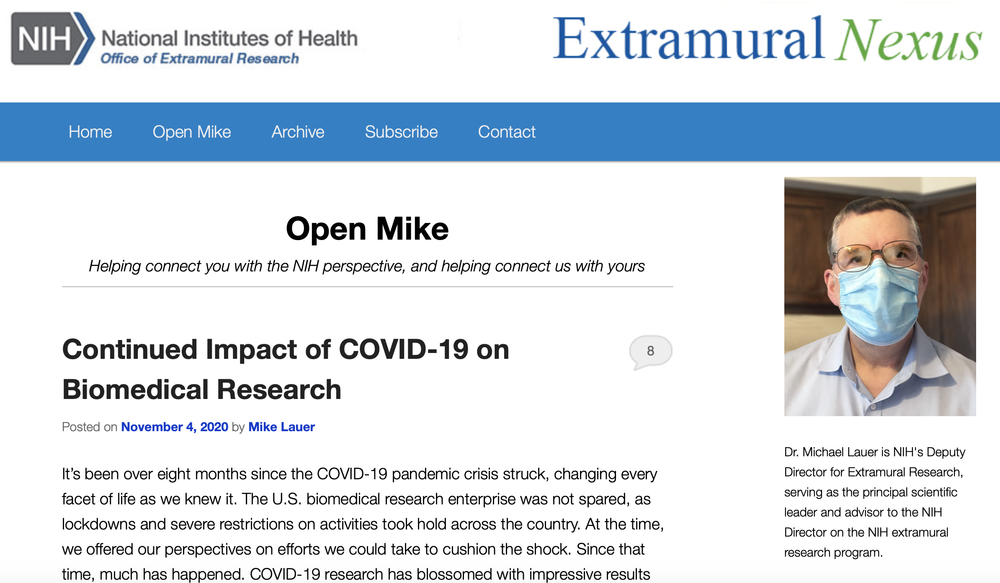 NIH National Institutes of Health
Office of Extramural Research
Extramural Nexus
Home Open Mike Archive Subscribe Contact
Open Mike
Helping connect you with the NIH perspective, and helping connect us with yours
Continued Impact of COVID-19 on
Biomedical Research
8
Posted on November 4, 2020 by Mike Lauer
It’s been over eight months since the COVID-19 pandemic crisis struck, changing every
facet of life as we knew it. The U.S. biomedical research enterprise was not spared, as
lockdowns and severe restrictions on activities took hold across the country. At the time,
we offered our perspectives on efforts we could take to cushion the shock. Since that
time, much has happened. COVID-19 research has blossomed with impressive results
Dr. Michael Lauer is NIH's Deputy
Director for Extramural Research,
serving as the principal scientific
leader and advisor to the NIH
Director on the NIH extramural
research program.